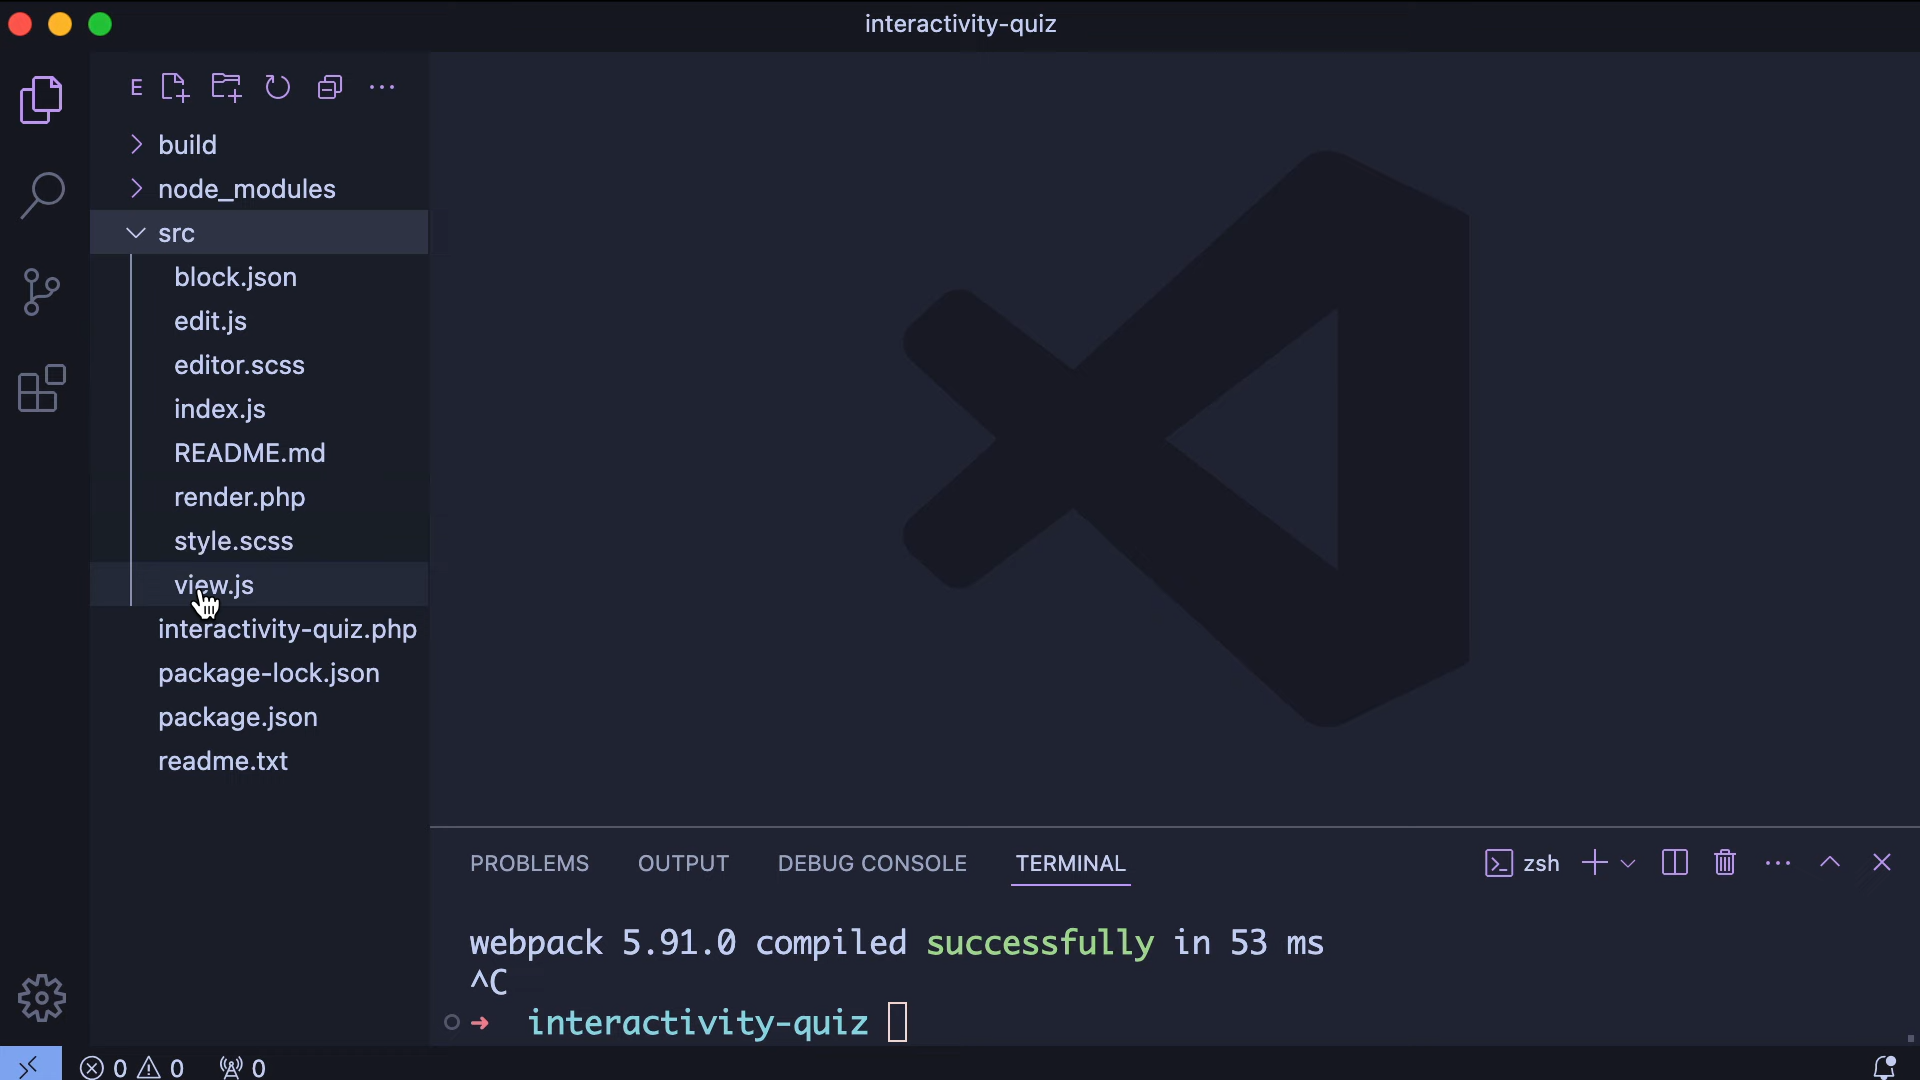 interactivity-quiz
E
build
node_modules
src
block.json
edit.js
editor.scss
index.js
README.md
render.php
style.scss
view.js
interactivity-quiz.php
package-lock.json
package.json
readme.txt
PROBLEMS OUTPUT DEBUG CONSOLE TERMINAL zsh
webpack 5.91.0 compiled successfully in 53 ms
^C
➜ interactivity-quiz
0 0 0